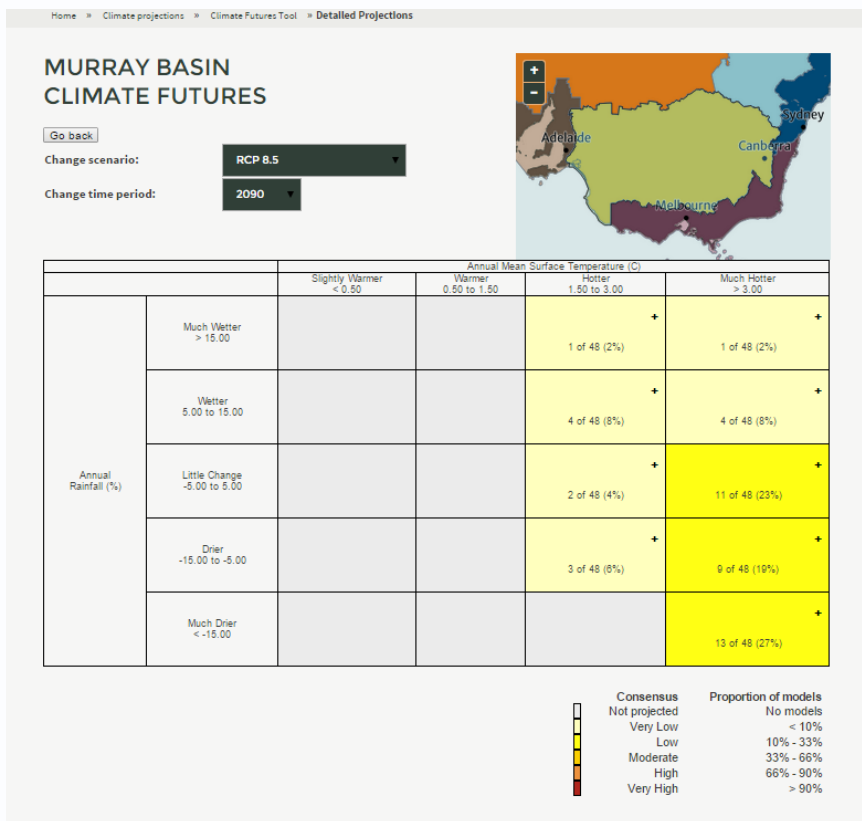 Home » Climate projections » Climate Futures Tool » Detailed Projections
MURRAY BASIN
CLIMATE FUTURES
Go back
Change scenario: RCP 8.5
Change time period: 2090
+
-
Sydney
Adelaide
Canberra
Melbourne
Annual Mean Surface Temperature (C)
Slightly Warmer
< 0.50
Warmer
0.50 to 1.50
Hotter
1.50 to 3.00
Much Hotter
> 3.00
Annual
Rainfall (%)
Much Wetter
> 15.00
+
1 of 48 (2%)
+
1 of 48 (2%)
Wetter
5.00 to 15.00
+
4 of 48 (8%)
+
4 of 48 (8%)
Little Change
-5.00 to 5.00
+
2 of 48 (4%)
+
11 of 48 (23%)
Drier
-15.00 to -5.00
+
3 of 48 (6%)
+
9 of 48 (19%)
Much Drier
< -15.00
+
13 of 48 (27%)
Consensus Proportion of models
Not projected No models
Very Low < 10%
Low 10% - 33%
Moderate 33% - 66%
High 66% - 90%
Very High > 90%